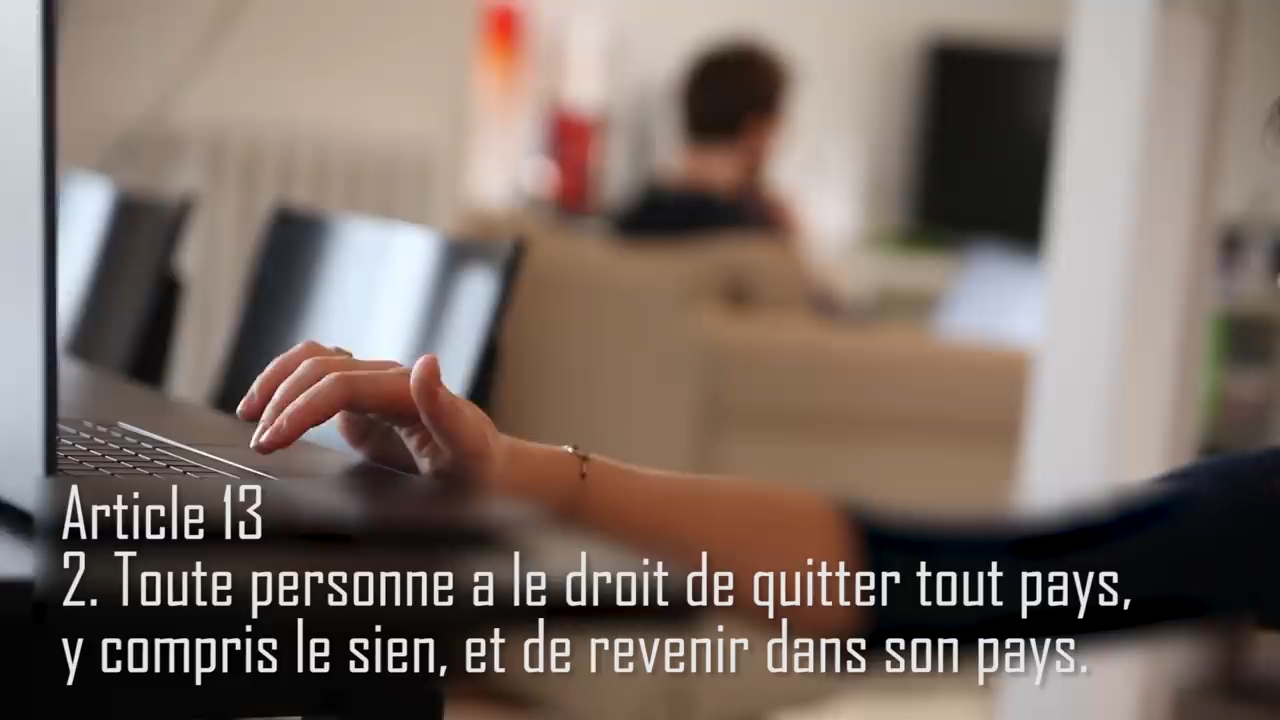 Article 13
2. Toute personne a le droit de quitter tout pays,
y compris le sien, et de revenir dans son pays.